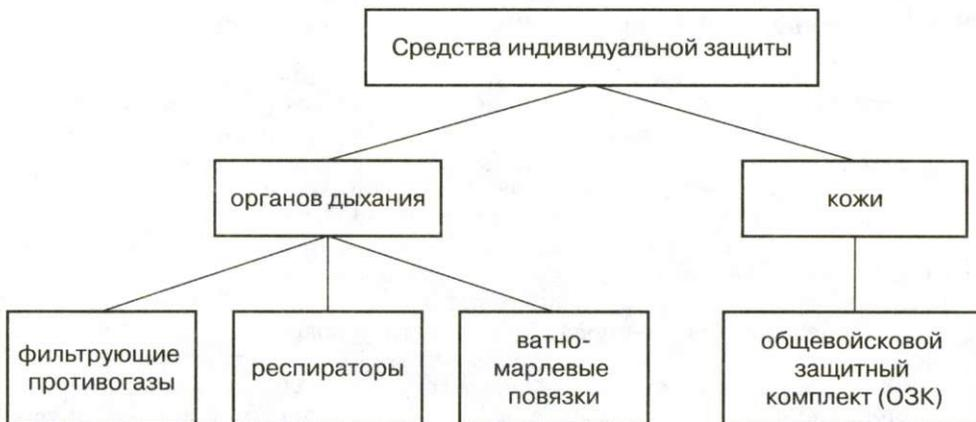 Средства индивидуальной защиты
органов дыхания
кожи
фильтрующие
противогазы
респираторы
ватно-
марлевые
повязки
общевойсковой
защитный
комплект (ОЗК)